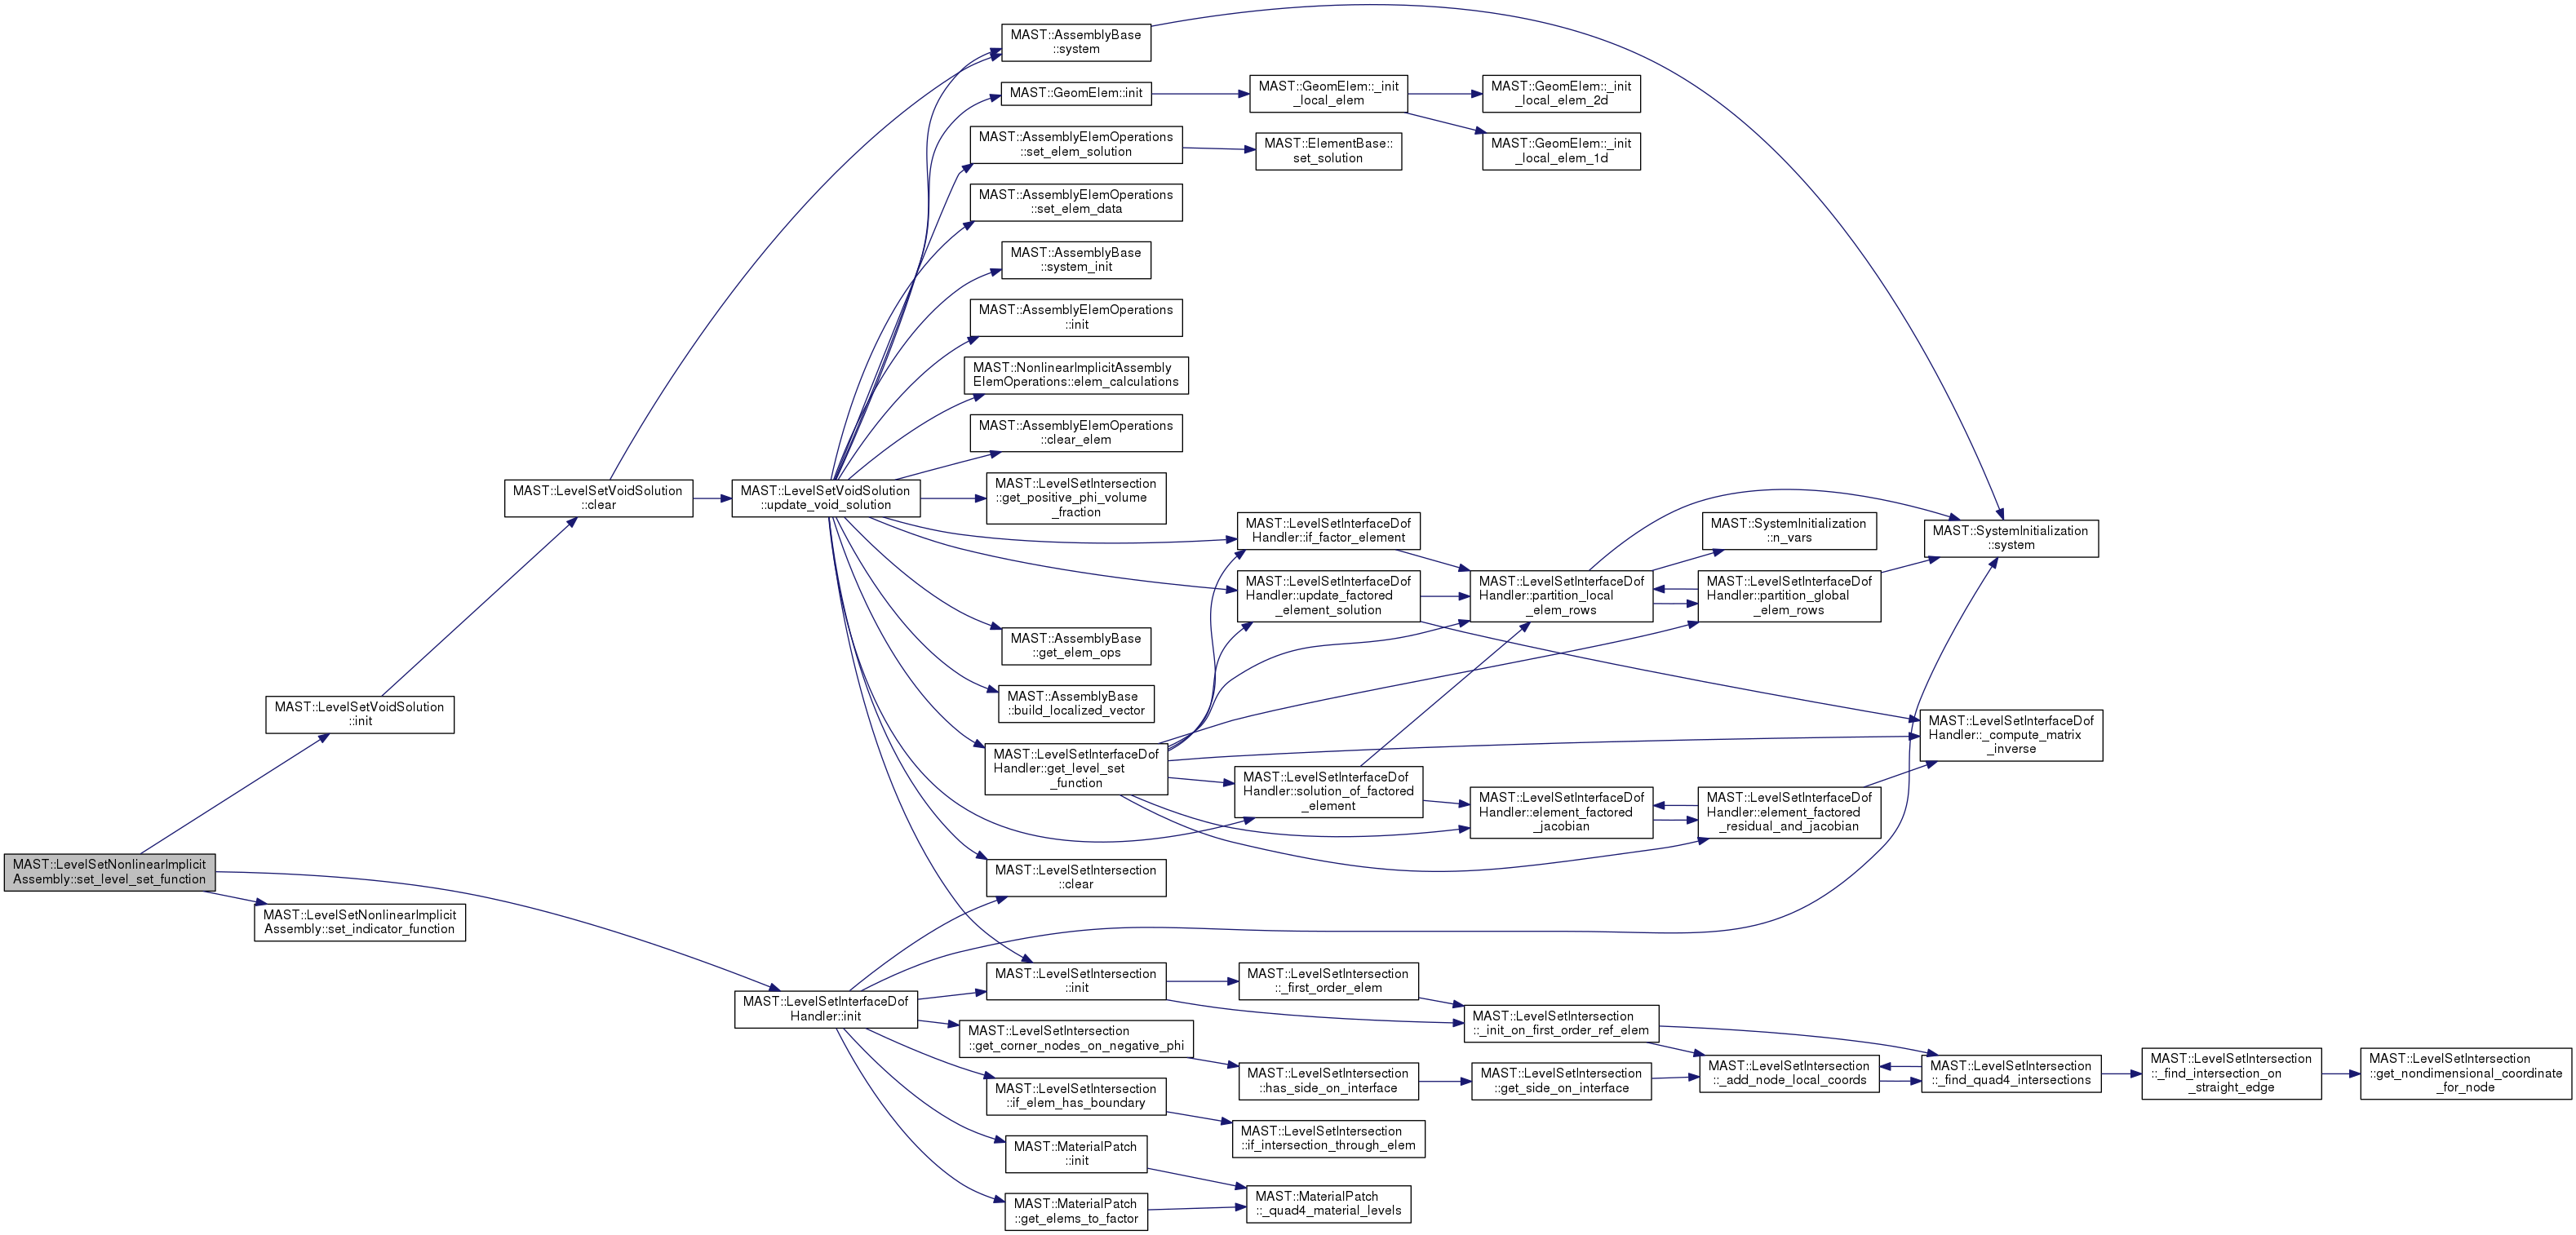 MAST::LevelSetNonlinearImplicit
Assembly::set_level_set_function
MAST::LevelSetVoidSolution
::init
MAST::LevelSetNonlinearImplicit
Assembly::set_indicator_function
MAST::LevelSetVoidSolution
::clear
MAST::LevelSetVoidSolution
::update_void_solution
MAST::LevelSetInterfaceDof
Handler::init
MAST::AssemblyBase
::system
MAST::GeomElem::init
MAST::AssemblyElemOperations
::set_elem_solution
MAST::AssemblyElemOperations
::set_elem_data
MAST::AssemblyBase
::system_init
MAST::AssemblyElemOperations
::init
MAST::NonlinearImplicitAssembly
ElemOperations::elem_calculations
MAST::AssemblyElemOperations
::clear_elem
MAST::LevelSetIntersection
::get_positive_phi_volume
_fraction
MAST::AssemblyBase
::get_elem_ops
MAST::AssemblyBase
::build_localized_vector
MAST::LevelSetInterfaceDof
Handler::get_level_set
_function
MAST::LevelSetIntersection
::clear
MAST::LevelSetIntersection
::init
MAST::LevelSetIntersection
::get_corner_nodes_on_negative_phi
MAST::LevelSetIntersection
::if_elem_has_boundary
MAST::MaterialPatch
::init
MAST::MaterialPatch
::get_elems_to_factor
MAST::GeomElem::_init
_local_elem
MAST::ElementBase::
set_solution
MAST::LevelSetInterfaceDof
Handler::if_factor_element
MAST::LevelSetInterfaceDof
Handler::update_factored
_element_solution
MAST::LevelSetInterfaceDof
Handler::solution_of_factored
_element
MAST::LevelSetIntersection
::_first_order_elem
MAST::LevelSetIntersection
::has_side_on_interface
MAST::LevelSetIntersection
::if_intersection_through_elem
MAST::MaterialPatch
::_quad4_material_levels
MAST::GeomElem::_init
_local_elem_2d
MAST::GeomElem::_init
_local_elem_1d
MAST::LevelSetInterfaceDof
Handler::partition_local
_elem_rows
MAST::LevelSetInterfaceDof
Handler::element_factored
_jacobian
MAST::LevelSetIntersection
::_init_on_first_order_ref_elem
MAST::LevelSetIntersection
::get_side_on_interface
MAST::SystemInitialization
::n_vars
MAST::LevelSetInterfaceDof
Handler::partition_global
_elem_rows
MAST::LevelSetInterfaceDof
Handler::element_factored
_residual_and_jacobian
MAST::LevelSetIntersection
::_add_node_local_coords
MAST::SystemInitialization
::system
MAST::LevelSetInterfaceDof
Handler::_compute_matrix
_inverse
MAST::LevelSetIntersection
::_find_quad4_intersections
MAST::LevelSetIntersection
::_find_intersection_on
_straight_edge
MAST::LevelSetIntersection
::get_nondimensional_coordinate
_for_node